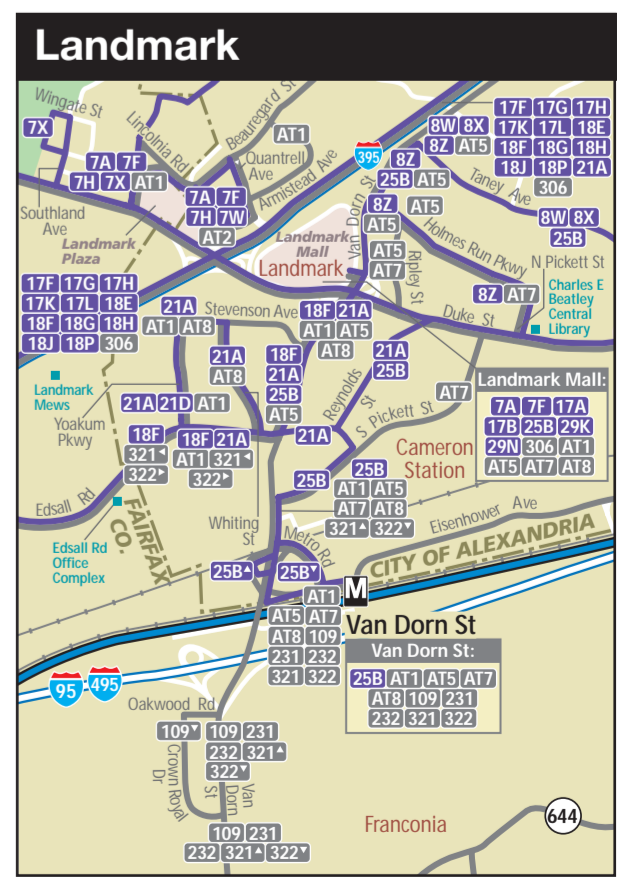 Landmark
Wingate St
7X
Lincolnia Rd
Beauregard St
AT1
Quantrell
Ave
Armistead Ave
395
17F 17G 17H
17K 17L 18E
18F 18G 18H
18J 18P 21A
306
8W 8X
8Z AT5
8Z
25B AT5
Taney Ave
7A 7F
7H 7X AT1
7A 7F
7H 7W
AT2
Southland
Ave
Landmark
Plaza
Landmark
Mall
Landmark
Van Dorn St
8Z AT5
AT5
AT5
AT7
Ripley St
Holmes Run Pkwy
8W 8X
25B
N Pickett St
8Z AT7
Charles E
Beatley
Central
Library
Duke St
17F 17G 17H
17K 17L 18E
18F 18G 18H
18J 18P 306
21A
AT1 AT8
Stevenson Ave
18F 21A
AT1 AT5
AT8
21A
AT8
18F
21A
25B
AT5
21A
25B
Reynolds
St
S Pickett St
AT7
Landmark Mall:
7A 7F 17A
17B 25B 29K
29N 306 AT1
AT5 AT7 AT8
Landmark
Mews
21A 21D AT1
Yoakum
Pkwy
18F
321◂
322▸
18F 21A
AT1 321◂
322▸
21A
25B
25B
AT1 AT5
AT7 AT8
321▴ 322▾
Cameron
Station
Edsall Rd
Edsall Rd
Office
Complex
FAIRFAX
CO.
Whiting
St
25B▴
25B▾
Metro Rd
Eisenhower Ave
CITY OF ALEXANDRIA
M
Van Dorn St
AT1
AT5 AT7
AT8 109
231 232
321 322
Van Dorn St:
25B AT1 AT5 AT7
AT8 109 231
232 321 322
95
495
Oakwood Rd
109▾
109 231
232 321▴
322▾
Crown Royal
Dr
Van
Dorn
St
109 231
232 321▴ 322▾
Franconia
644